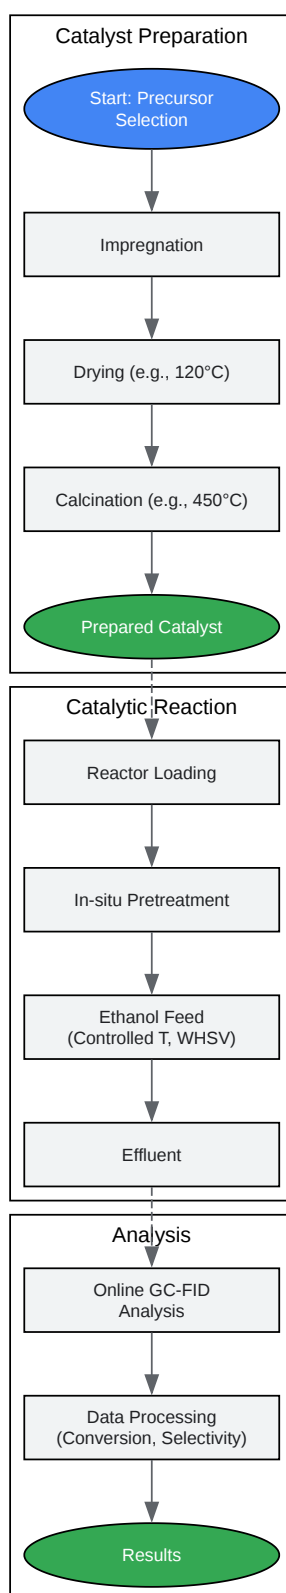 Catalyst Preparation
Start: Precursor
Selection
Impregnation
Drying (e.g., 120°C)
Calcination (e.g., 450°C)
Prepared Catalyst
Catalytic Reaction
Reactor Loading
In-situ Pretreatment
Ethanol Feed
(Controlled T, WHSV)
Effluent
Analysis
Online GC-FID
Analysis
Data Processing
(Conversion, Selectivity)
Results